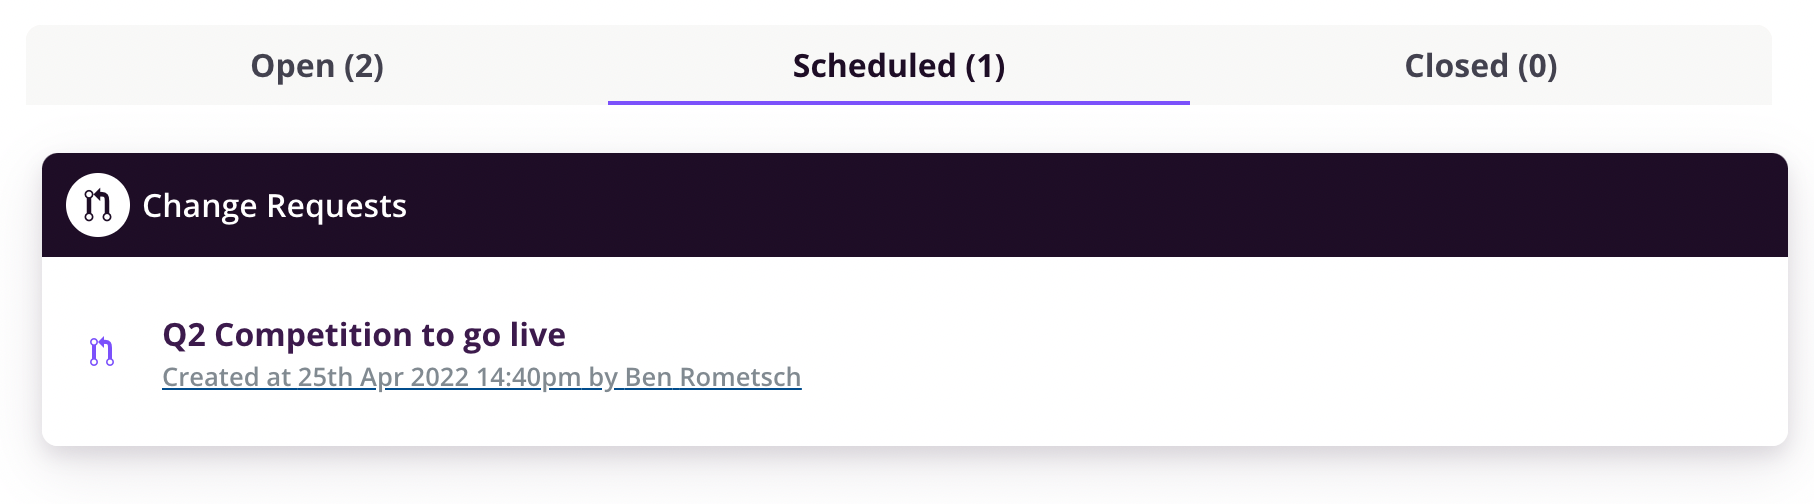 Open (2)
Scheduled (1)
Closed (0)
Change Requests
Q2 Competition to go live
Created at 25th Apr 2022 14:40pm by Ben Rometsch